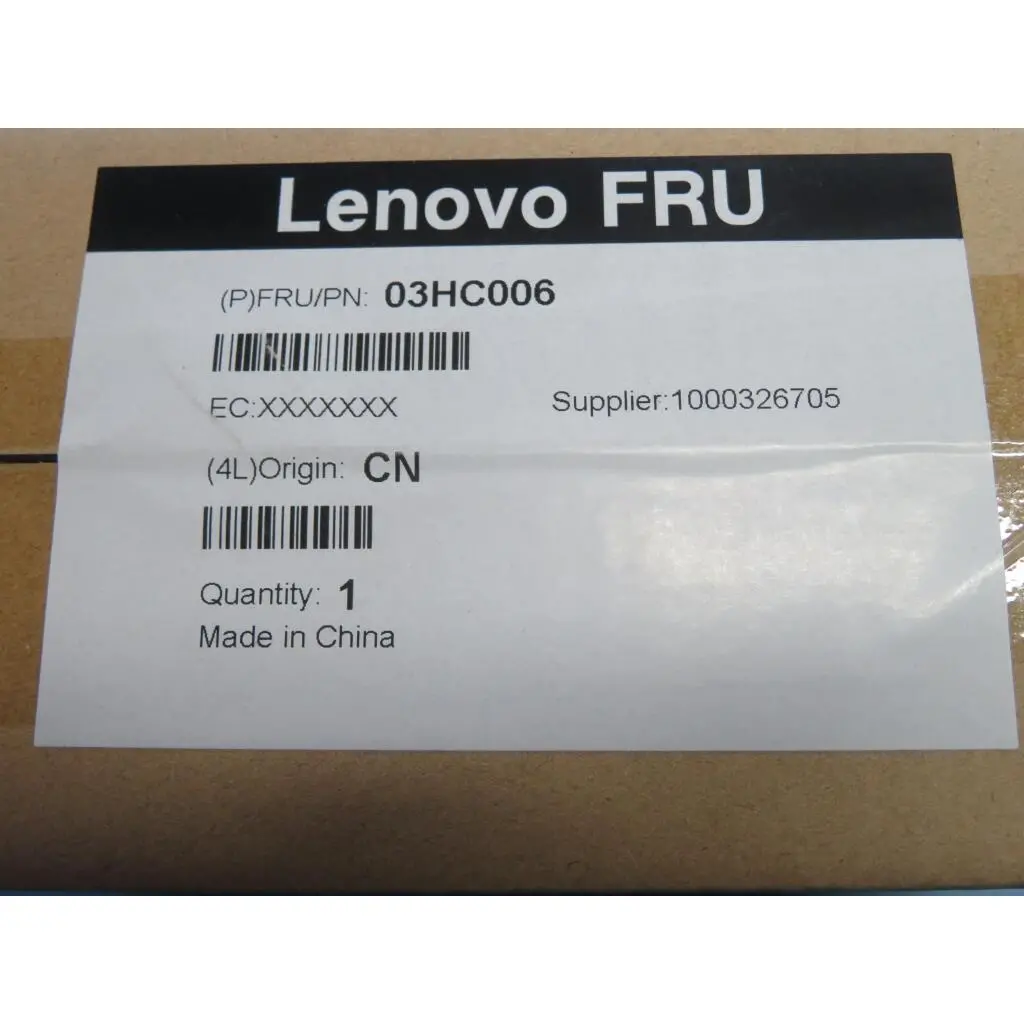 Lenovo FRU
(P)FRU/PN: 03HC006
EC:XXXXXXX Supplier:1000326705
(4L)Origin: CN
Quantity: 1
Made in China